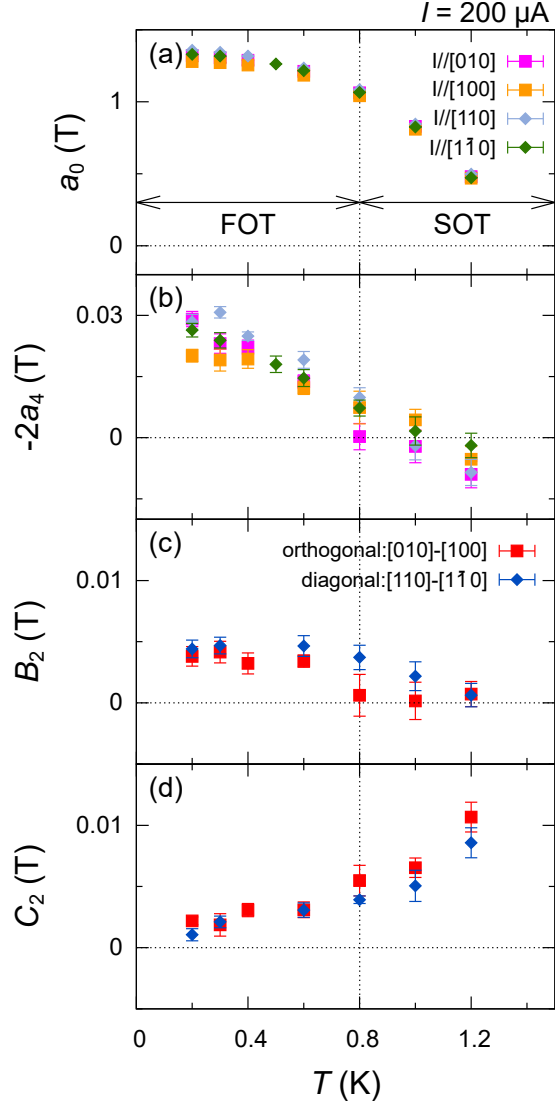 I = 200 μA
(a)
I//[010]
I//[100]
I//[110]
I//[11̄0]
1
0
a₀ (T)
FOT
SOT
(b)
0.03
0
-2a₄ (T)
(c)
orthogonal:[010]-[100]
diagonal:[110]-[11̄0]
0.01
0
B₂ (T)
(d)
0.01
0
C₂ (T)
0 0.4 0.8 1.2
T (K)